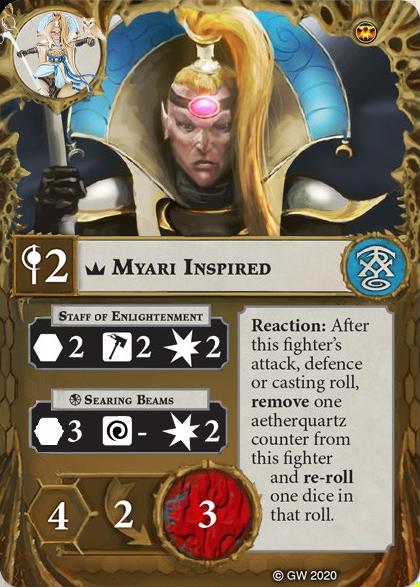 2
Myari Inspired
Staff of Enlightenment
2 2 2
Searing Beams
3 - 2
4 2 3
Reaction: After
this fighter's
attack, defence
or casting roll,
remove one
aetherquartz
counter from
this fighter
and re-roll
one dice in
that roll.
© GW 2020